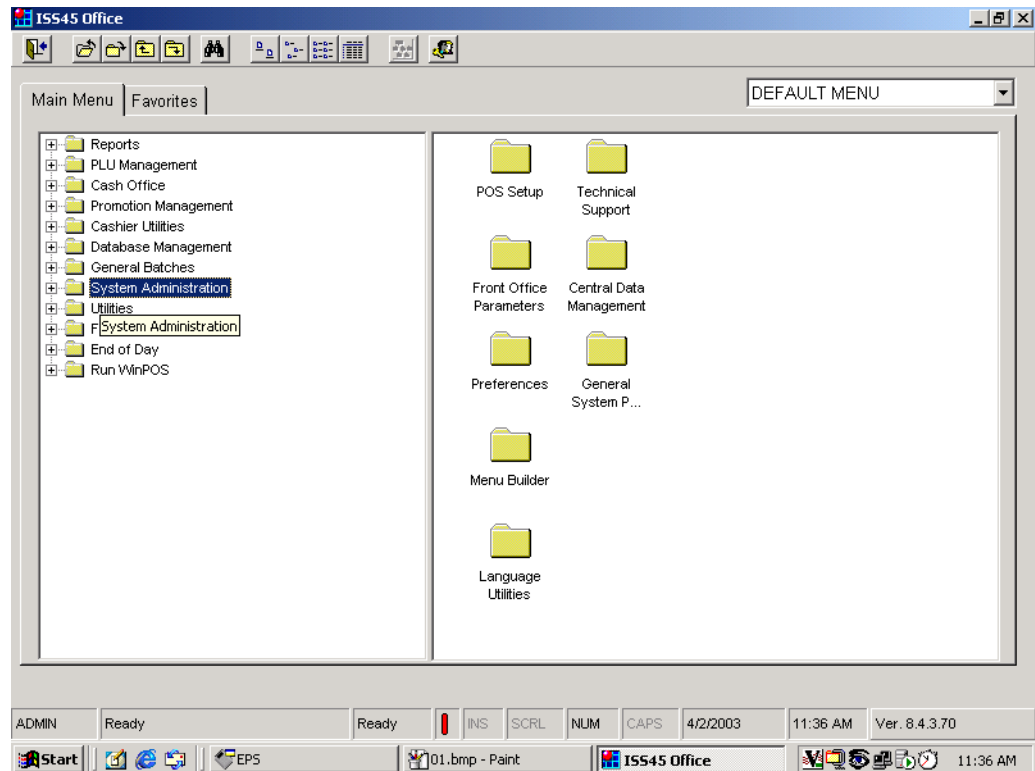 ISS45 Office
Main Menu
Favorites
DEFAULT MENU
Reports
PLU Management
Cash Office
Promotion Management
Cashier Utilities
Database Management
General Batches
System Administration
Utilities
F
System Administration
End of Day
Run WinPOS
POS Setup
Technical
Support
Front Office
Parameters
Central Data
Management
Preferences
General
System P...
Menu Builder
Language
Utilities
ADMIN
Ready
Ready
INS
SCRL
NUM
CAPS
4/2/2003
11:36 AM
Ver. 8.4.3.70
Start
EPS
01.bmp - Paint
ISS45 Office
11:36 AM